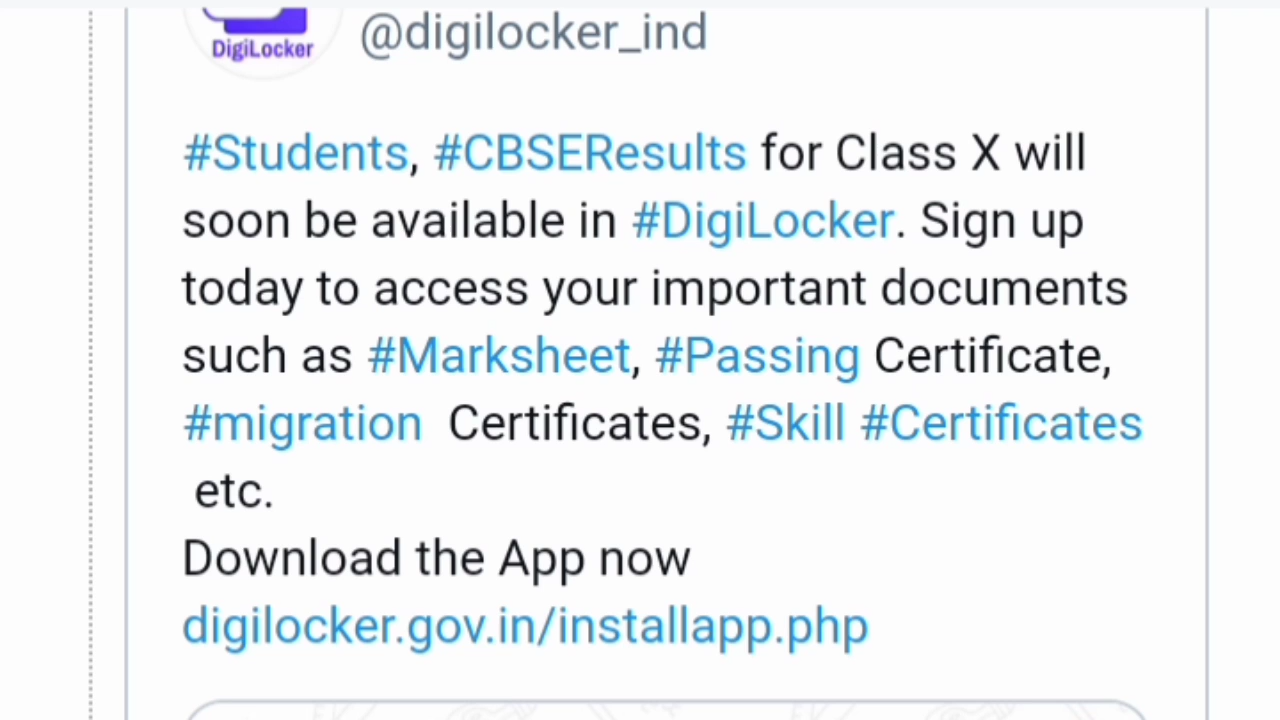 DigiLocker
@digilocker_ind
#Students, #CBSEResults for Class X will
soon be available in #DigiLocker. Sign up
today to access your important documents
such as #Marksheet, #Passing Certificate,
#migration  Certificates, #Skill #Certificates
etc.
Download the App now
digilocker.gov.in/installapp.php